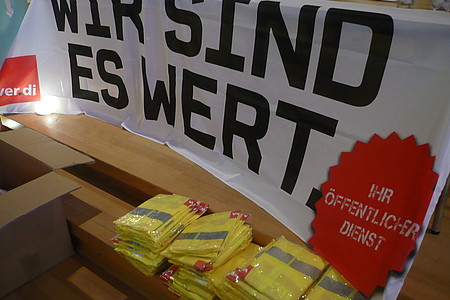 WIR SIND
ES WERT.
ver di
IHR
ÖFFENTLICHER
DIENST